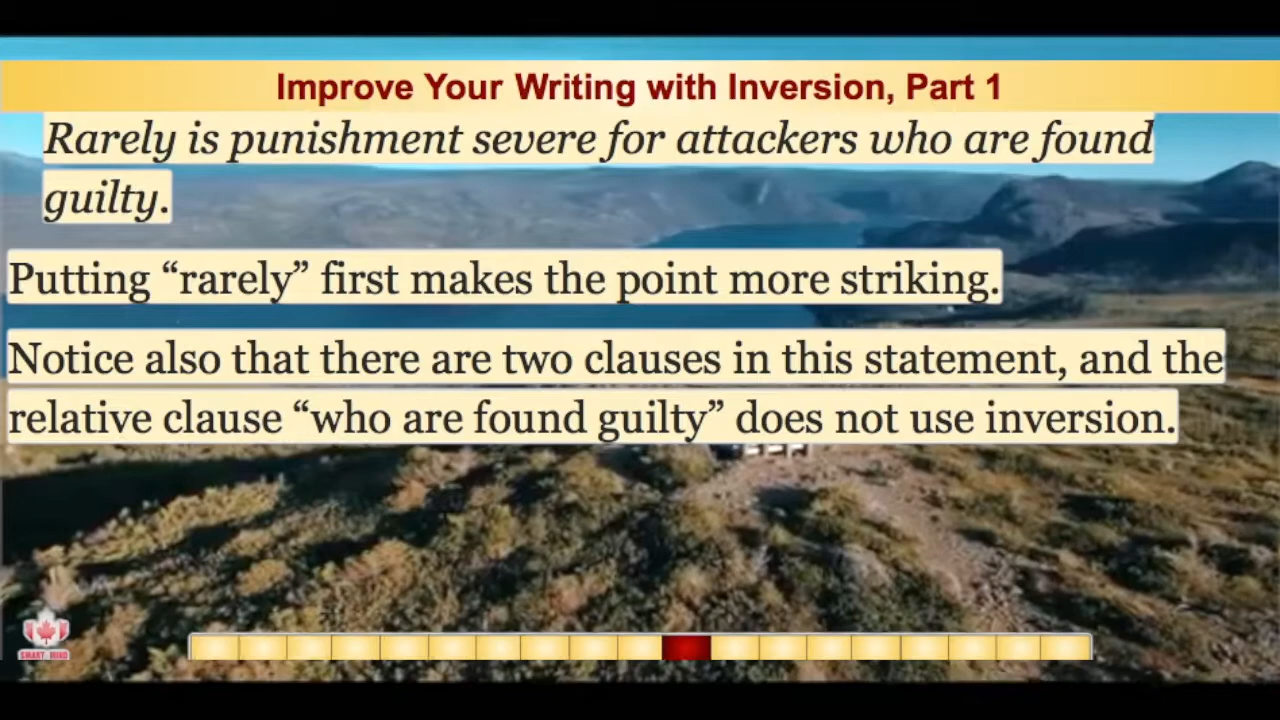 Improve Your Writing with Inversion, Part 1
Rarely is punishment severe for attackers who are found
guilty.
Putting “rarely” first makes the point more striking.
Notice also that there are two clauses in this statement, and the
relative clause “who are found guilty” does not use inversion.
SMART MIND